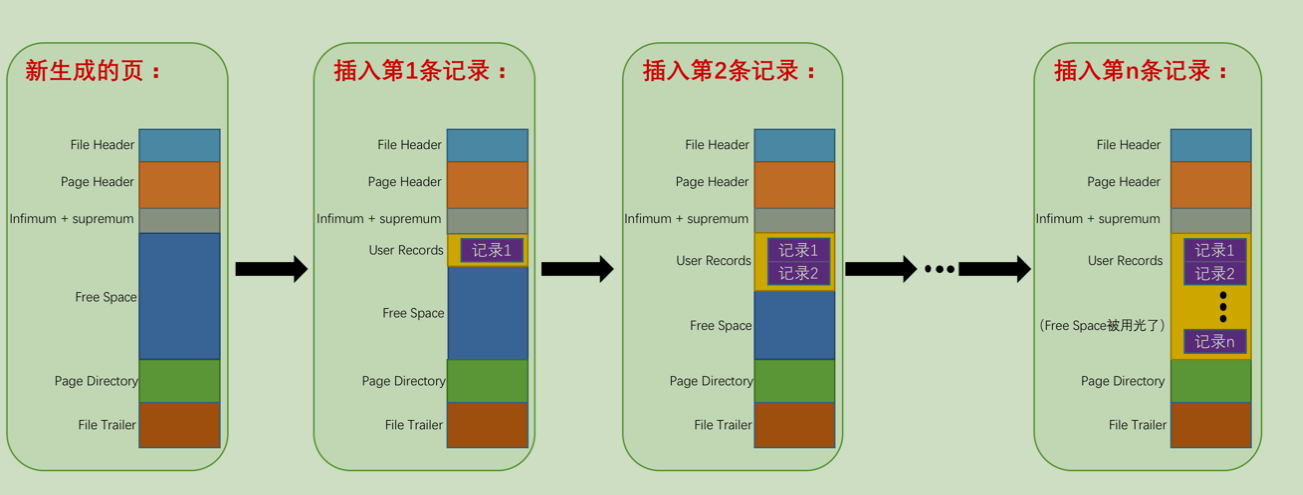 新生成的页：
File Header
Page Header
Infimum + supremum
Free Space
Page Directory
File Trailer
插入第1条记录：
File Header
Page Header
Infimum + supremum
User Records
记录1
Free Space
Page Directory
File Trailer
插入第2条记录：
File Header
Page Header
Infimum + supremum
User Records
记录1
记录2
Free Space
Page Directory
File Trailer
插入第n条记录：
File Header
Page Header
Infimum + supremum
User Records
记录1
记录2
（Free Space被用光了）
记录n
Page Directory
File Trailer